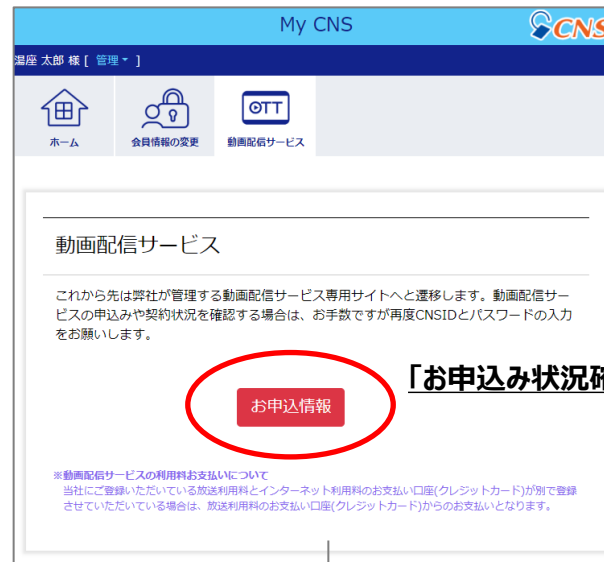 My CNS
CNS
湯座 太郎 様 [ 管理 ]
OTT
ホーム
会員情報の変更
動画配信サービス
動画配信サービス
これから先は弊社が管理する動画配信サービス専用サイトへと遷移します。動画配信サー
ビスの申込みや契約状況を確認する場合は、お手数ですが再度CNSIDとパスワードの入力
をお願いします。
「お申込み状況確
お申込情報
※動画配信サービスの利用料お支払いについて
当社にご登録いただいている放送利用料とインターネット利用料のお支払い口座(クレジットカード)が別で登録
させていただいている場合は、放送利用料のお支払い口座(クレジットカード)からのお支払いとなります。